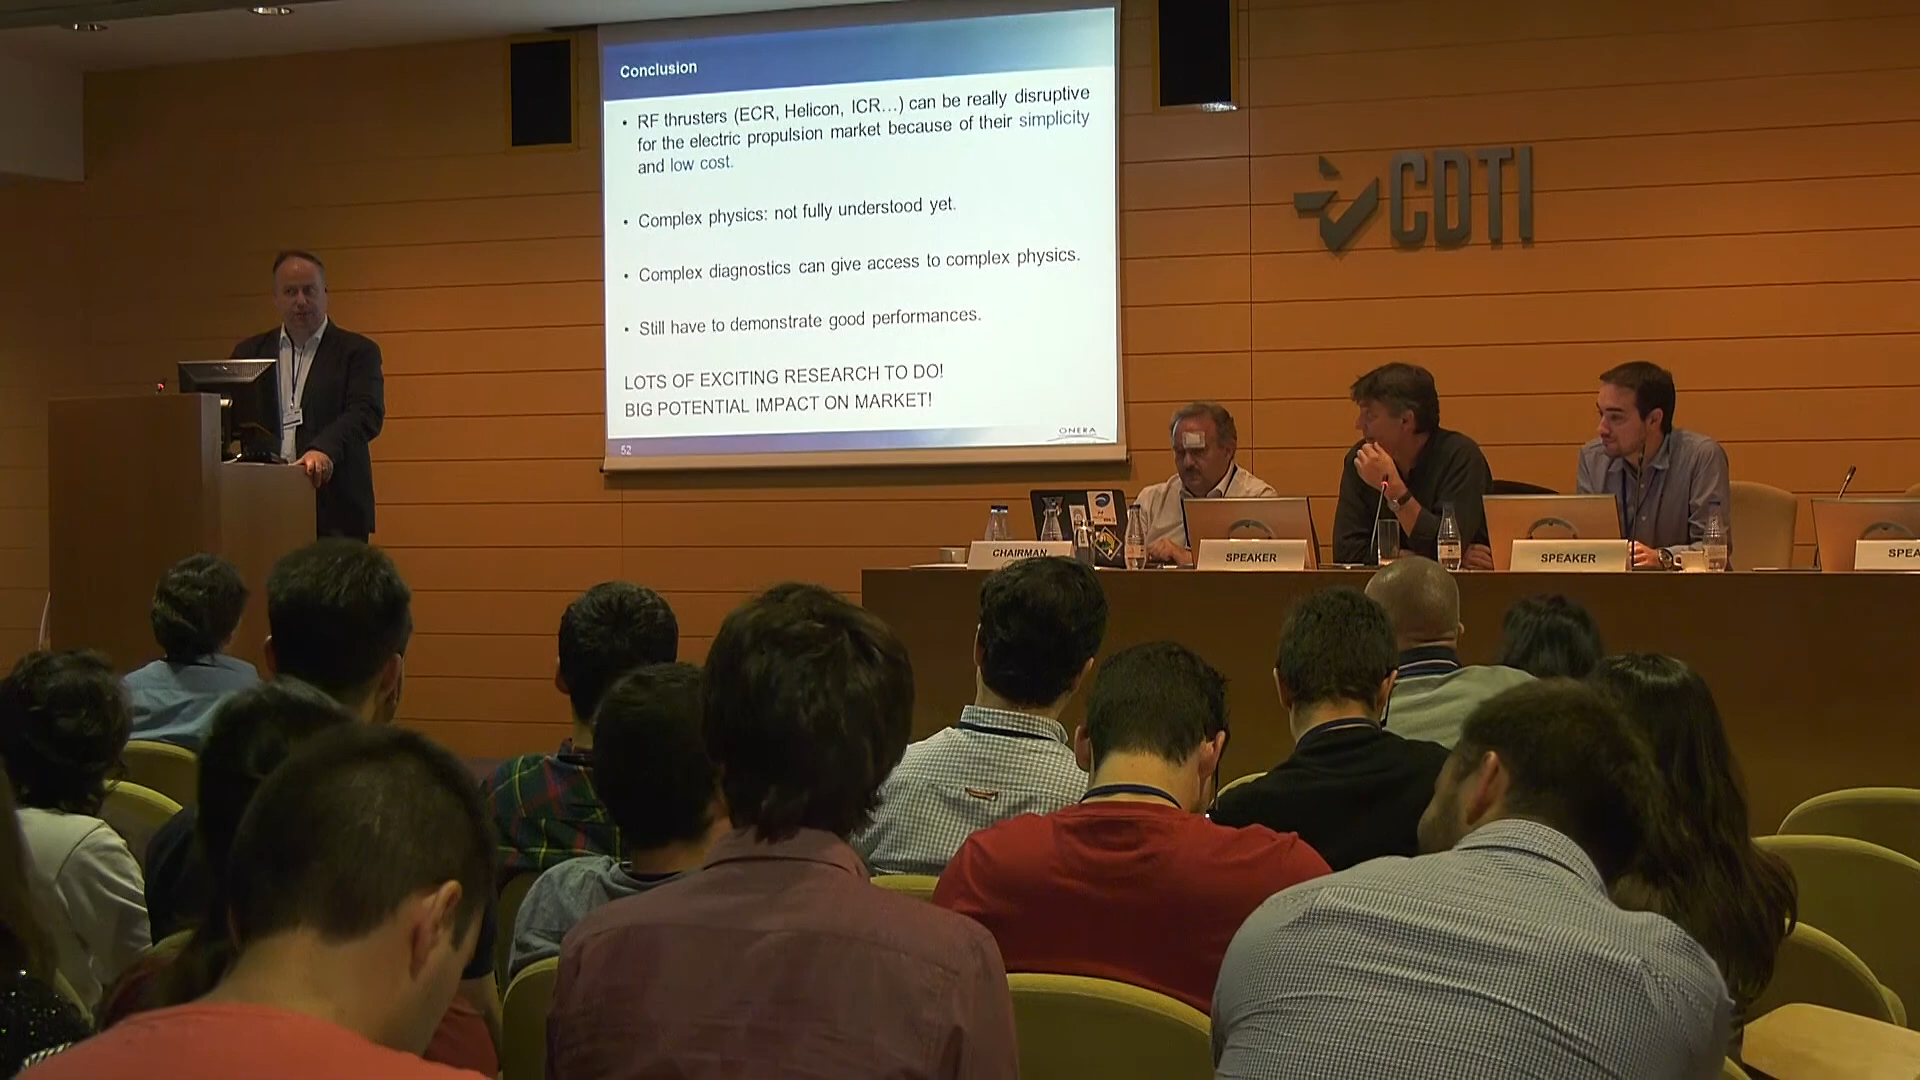 Conclusion
• RF thrusters (ECR, Helicon, ICR…) can be really disruptive
for the electric propulsion market because of their simplicity
and low cost.
• Complex physics: not fully understood yet.
• Complex diagnostics can give access to complex physics.
• Still have to demonstrate good performances.
LOTS OF EXCITING RESEARCH TO DO!
BIG POTENTIAL IMPACT ON MARKET!
ONERA
52
CDTI
CHAIRMAN
SPEAKER
SPEAKER
SPEA